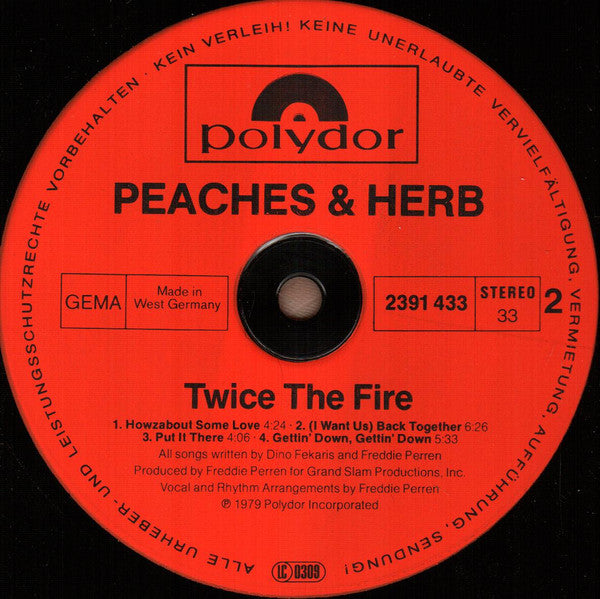 ALLE URHEBER- UND LEISTUNGSSCHUTZRECHTE VORBEHALTEN · KEIN VERLEIH! KEINE UNERLAUBTE VERVIELFÄLTIGUNG, VERMIETUNG, AUFFÜHRUNG, SENDUNG!
polydor
PEACHES & HERB
GEMA
Made in
West Germany
2391 433
STEREO
33
2
Twice The Fire
1. Howzabout Some Love 4:24 · 2. (I Want Us) Back Together 6:26
3. Put It There 4:06 · 4. Gettin' Down, Gettin' Down 5:33
All songs written by Dino Fekaris and Freddie Perren
Produced by Freddie Perren for Grand Slam Productions, Inc.
Vocal and Rhythm Arrangements by Freddie Perren
℗ 1979 Polydor Incorporated
LC 0309